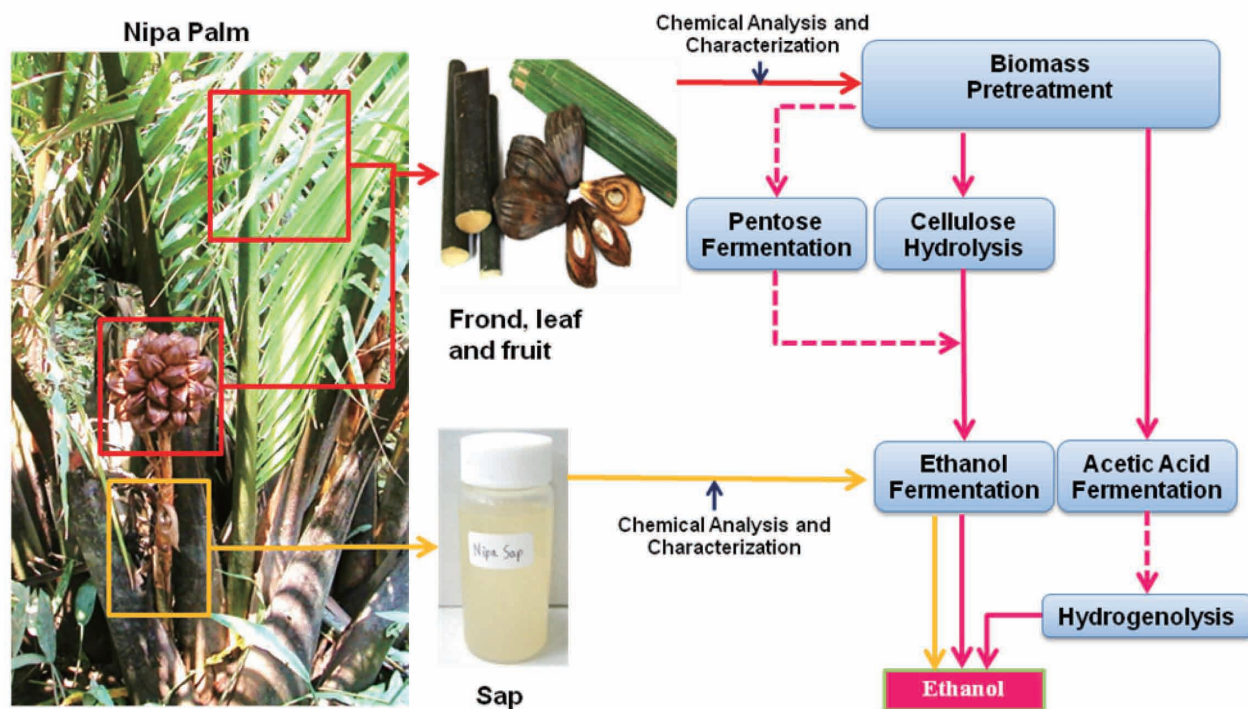 Nipa Palm
Chemical Analysis and
Characterization
Biomass
Pretreatment
Pentose
Fermentation
Cellulose
Hydrolysis
Frond, leaf
and fruit
Ethanol
Fermentation
Acetic Acid
Fermentation
Chemical Analysis and
Characterization
Nipa Sap
Hydrogenolysis
Sap
Ethanol